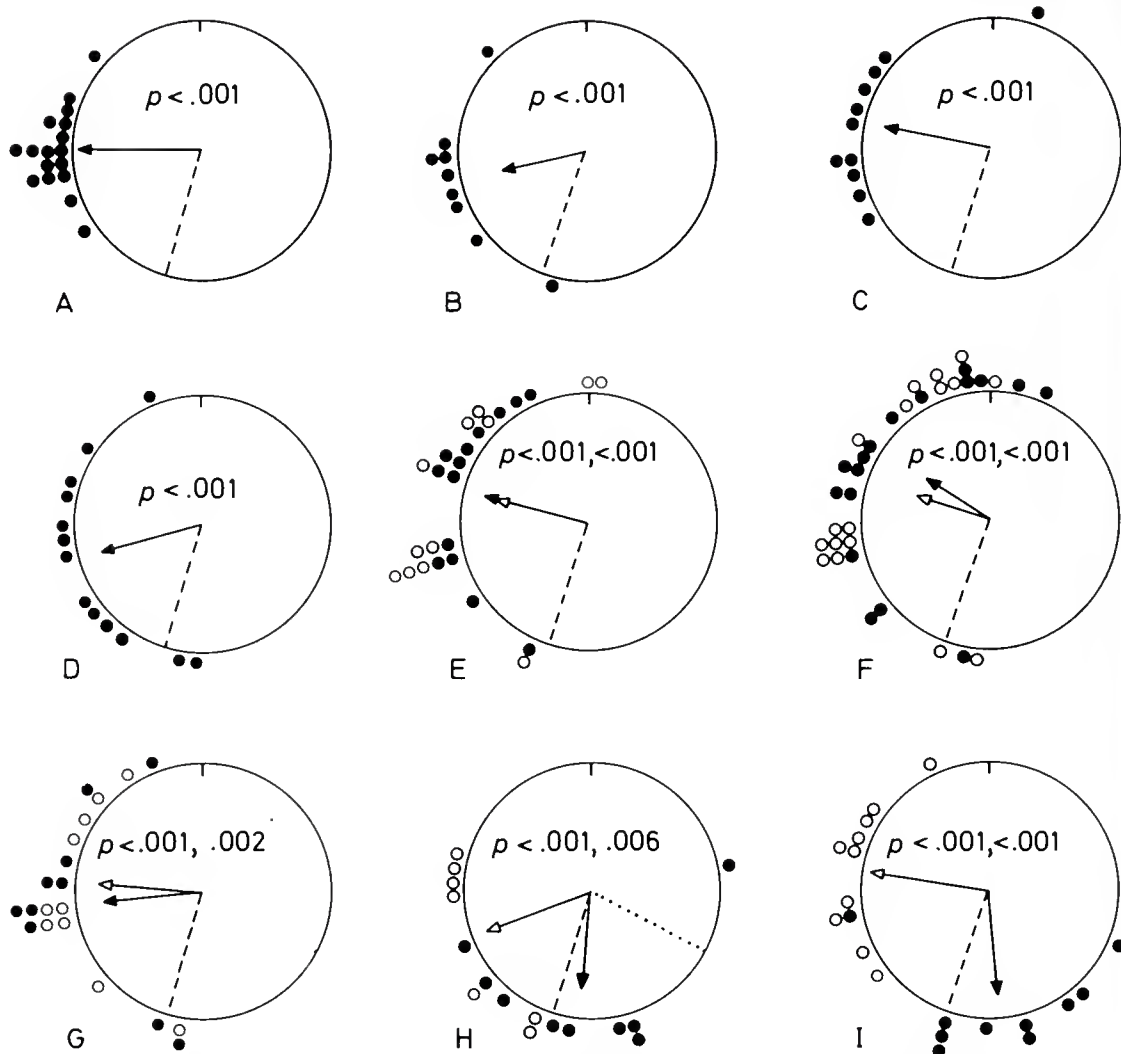 p < .001
p < .001
p < .001
A
B
C
p < .001
p<.001,<.001
p<.001,<.001
D
E
F
p<.001, .002
p < .001, .006
p <.001,<.001
G
H
I